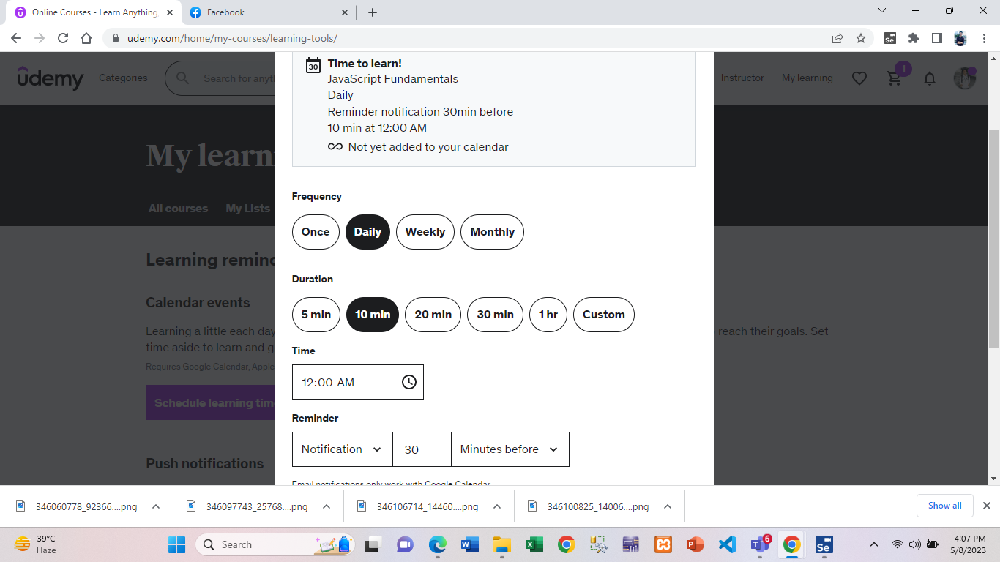 Online Courses - Learn Anything,
Facebook
udemy.com/home/my-courses/learning-tools/
Se
udemy
Categories
Search for anyt
Instructor
My learning
1
30
Time to learn!
JavaScript Fundamentals
Daily
Reminder notification 30min before
10 min at 12:00 AM
Not yet added to your calendar
My learn
All courses
My Lists
Frequency
Once
Daily
Weekly
Monthly
Learning remin
Duration
Calendar events
5 min
10 min
20 min
30 min
1 hr
Custom
Learning a little each day
reach their goals. Set
time aside to learn and g
Time
Requires Google Calendar, Apple
12:00 AM
Schedule learning tim
Reminder
Notification
30
Minutes before
Push notifications
Email notifications only work with Google Calendar
346060778_92366....png
346097743_25768....png
346106714_14460....png
346100825_14006....png
Show all
39°C
Haze
Search
6
Se
4:07 PM
5/8/2023